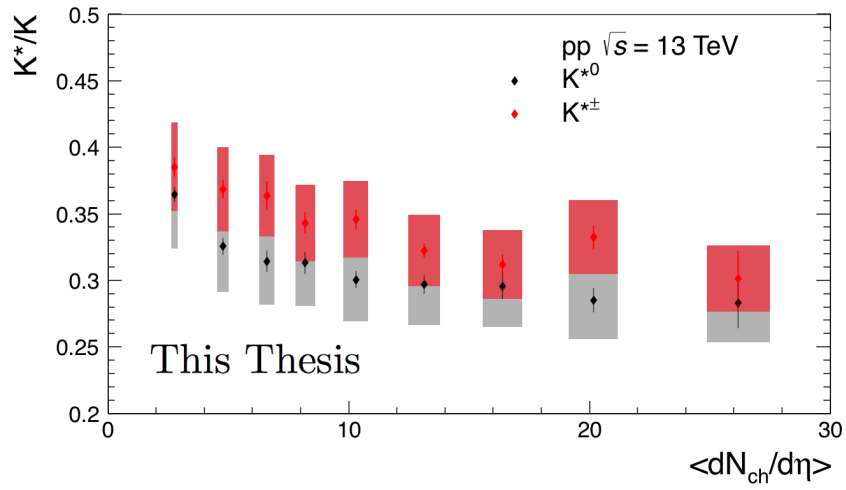 K*/K
0.5
0.45
0.4
0.35
0.3
0.25
0.2
pp √s = 13 TeV
K*⁰
K*±
This Thesis
0
10
20
30
<dN_ch/dη>